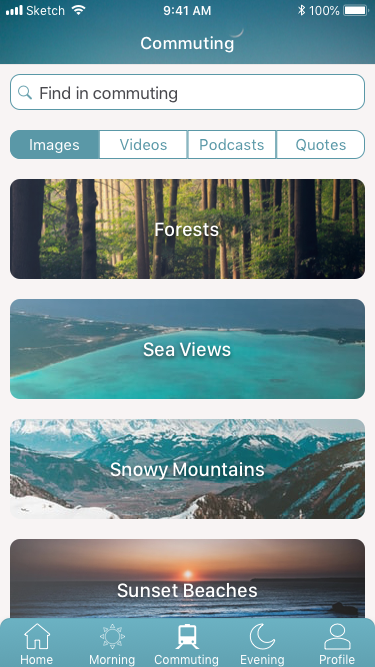 Sketch 9:41 AM 100%
Commuting
Find in commuting
Images Videos Podcasts Quotes
Forests
Sea Views
Snowy Mountains
Sunset Beaches
Home Morning Commuting Evening Profile